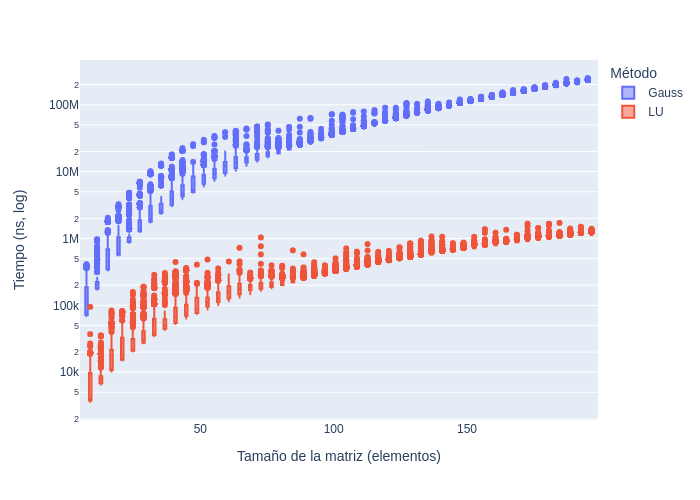 Método
Gauss
LU
Tiempo (ns, log)
2
100M
5
2
10M
5
2
1M
5
2
100k
5
2
10k
5
2
50
100
150
Tamaño de la matriz (elementos)